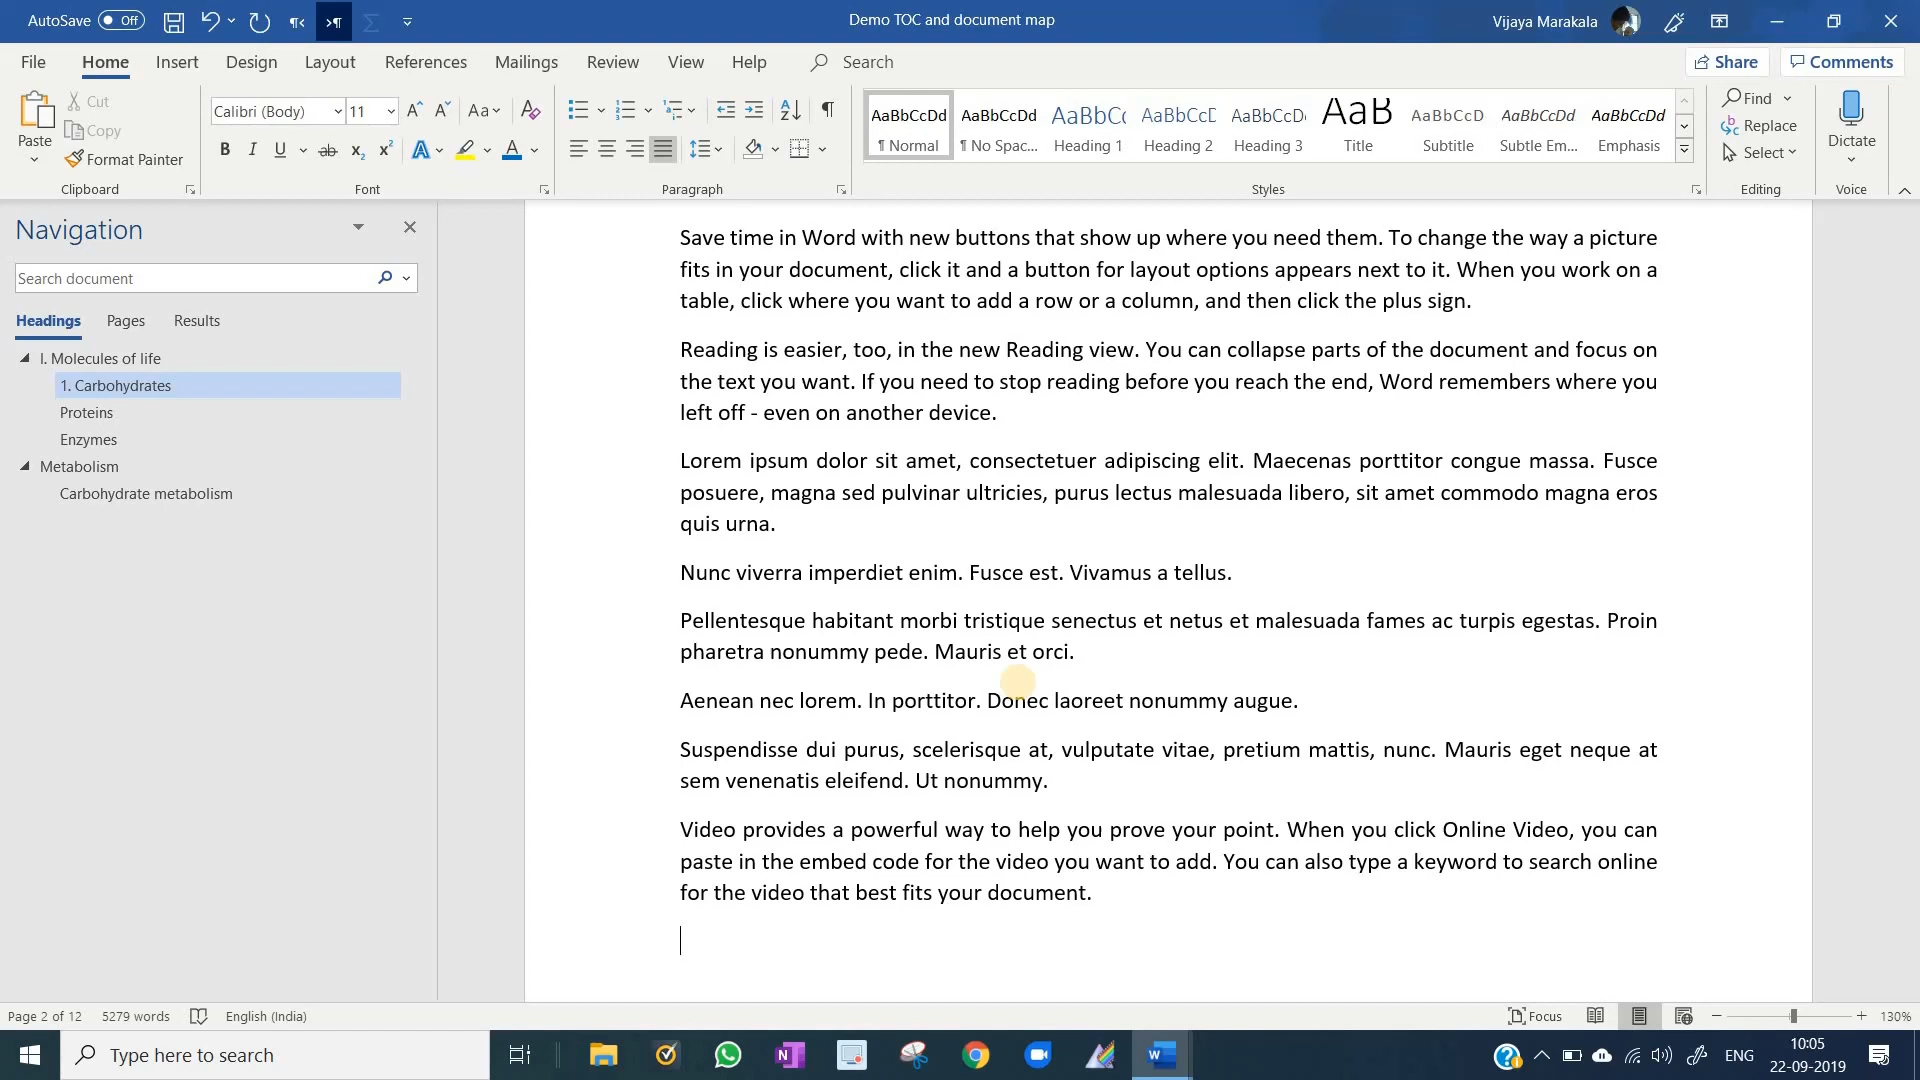 AutoSave Off
Demo TOC and document map
Vijaya Marakala
File Home Insert Design Layout References Mailings Review View Help Search
Share Comments
Paste
Cut
Copy
Format Painter
Clipboard
Calibri (Body) 11
Font
Paragraph
AaBbCcDd AaBbCcDd AaBbC AaBbCcD AaBbCcD AaB AaBbCcD AaBbCcDd AaBbCcDd
¶ Normal ¶ No Spac... Heading 1 Heading 2 Heading 3 Title Subtitle Subtle Em... Emphasis
Styles
Find
Replace
Select
Editing
Dictate
Voice
Navigation
Search document
Headings Pages Results
I. Molecules of life
1. Carbohydrates
Proteins
Enzymes
Metabolism
Carbohydrate metabolism
Save time in Word with new buttons that show up where you need them. To change the way a picture
fits in your document, click it and a button for layout options appears next to it. When you work on a
table, click where you want to add a row or a column, and then click the plus sign.
Reading is easier, too, in the new Reading view. You can collapse parts of the document and focus on
the text you want. If you need to stop reading before you reach the end, Word remembers where you
left off - even on another device.
Lorem ipsum dolor sit amet, consectetuer adipiscing elit. Maecenas porttitor congue massa. Fusce
posuere, magna sed pulvinar ultricies, purus lectus malesuada libero, sit amet commodo magna eros
quis urna.
Nunc viverra imperdiet enim. Fusce est. Vivamus a tellus.
Pellentesque habitant morbi tristique senectus et netus et malesuada fames ac turpis egestas. Proin
pharetra nonummy pede. Mauris et orci.
Aenean nec lorem. In porttitor. Donec laoreet nonummy augue.
Suspendisse dui purus, scelerisque at, vulputate vitae, pretium mattis, nunc. Mauris eget neque at
sem venenatis eleifend. Ut nonummy.
Video provides a powerful way to help you prove your point. When you click Online Video, you can
paste in the embed code for the video you want to add. You can also type a keyword to search online
for the video that best fits your document.
Page 2 of 12 5279 words English (India)
Focus 130%
Type here to search
ENG
10:05
22-09-2019